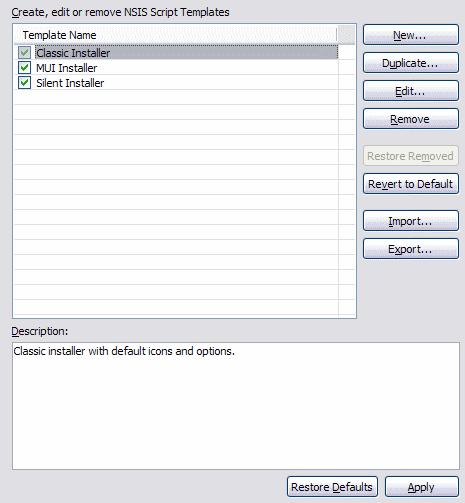 Create, edit or remove NSIS Script Templates
Template Name
Classic Installer
MUI Installer
Silent Installer
New...
Duplicate...
Edit...
Remove
Restore Removed
Revert to Default
Import...
Export...
Description:
Classic installer with default icons and options.
Restore Defaults
Apply